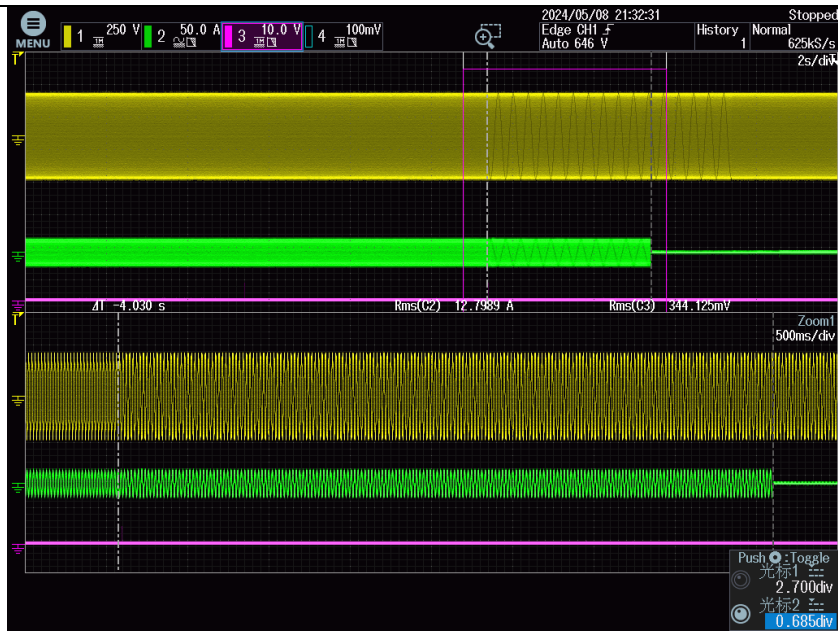 2024/05/08 21:32:31 Stopped
MENU 1 250 V 2 50.0 A 3 10.0 V 4 100mV Edge CH1 Auto 646 V History 1 Normal 625kS/s
2s/div
ΔT -4.030 s Rms(C2) 12.7989 A Rms(C3) 344.125mV
Zoom1
500ms/div
Push :Toggle
光标1
2.700div
光标2
0.685div